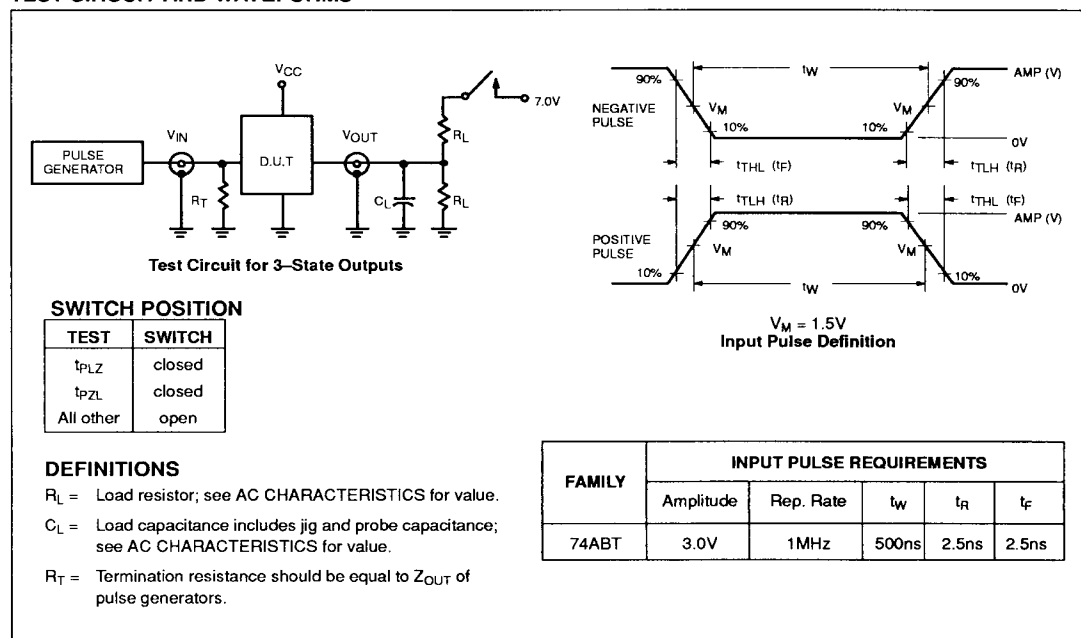 VCC
7.0V
RL
VIN
VOUT
PULSE
GENERATOR
D.U.T
RT
CL
RL
Test Circuit for 3–State Outputs
90%
tW
90%
AMP (V)
NEGATIVE
PULSE
VM
VM
10%
10%
0V
tTHL (tF)
tTLH (tR)
tTLH (tR)
tTHL (tF)
AMP (V)
90%
90%
POSITIVE
PULSE
VM
VM
10%
10%
tW
0V
VM = 1.5V
Input Pulse Definition
SWITCH POSITION
TEST SWITCH
tPLZ closed
tPZL closed
All other open
DEFINITIONS
RL = Load resistor; see AC CHARACTERISTICS for value.
CL = Load capacitance includes jig and probe capacitance;
see AC CHARACTERISTICS for value.
RT = Termination resistance should be equal to ZOUT of
pulse generators.
FAMILY
INPUT PULSE REQUIREMENTS
Amplitude Rep. Rate tW tR tF
74ABT 3.0V 1MHz 500ns 2.5ns 2.5ns